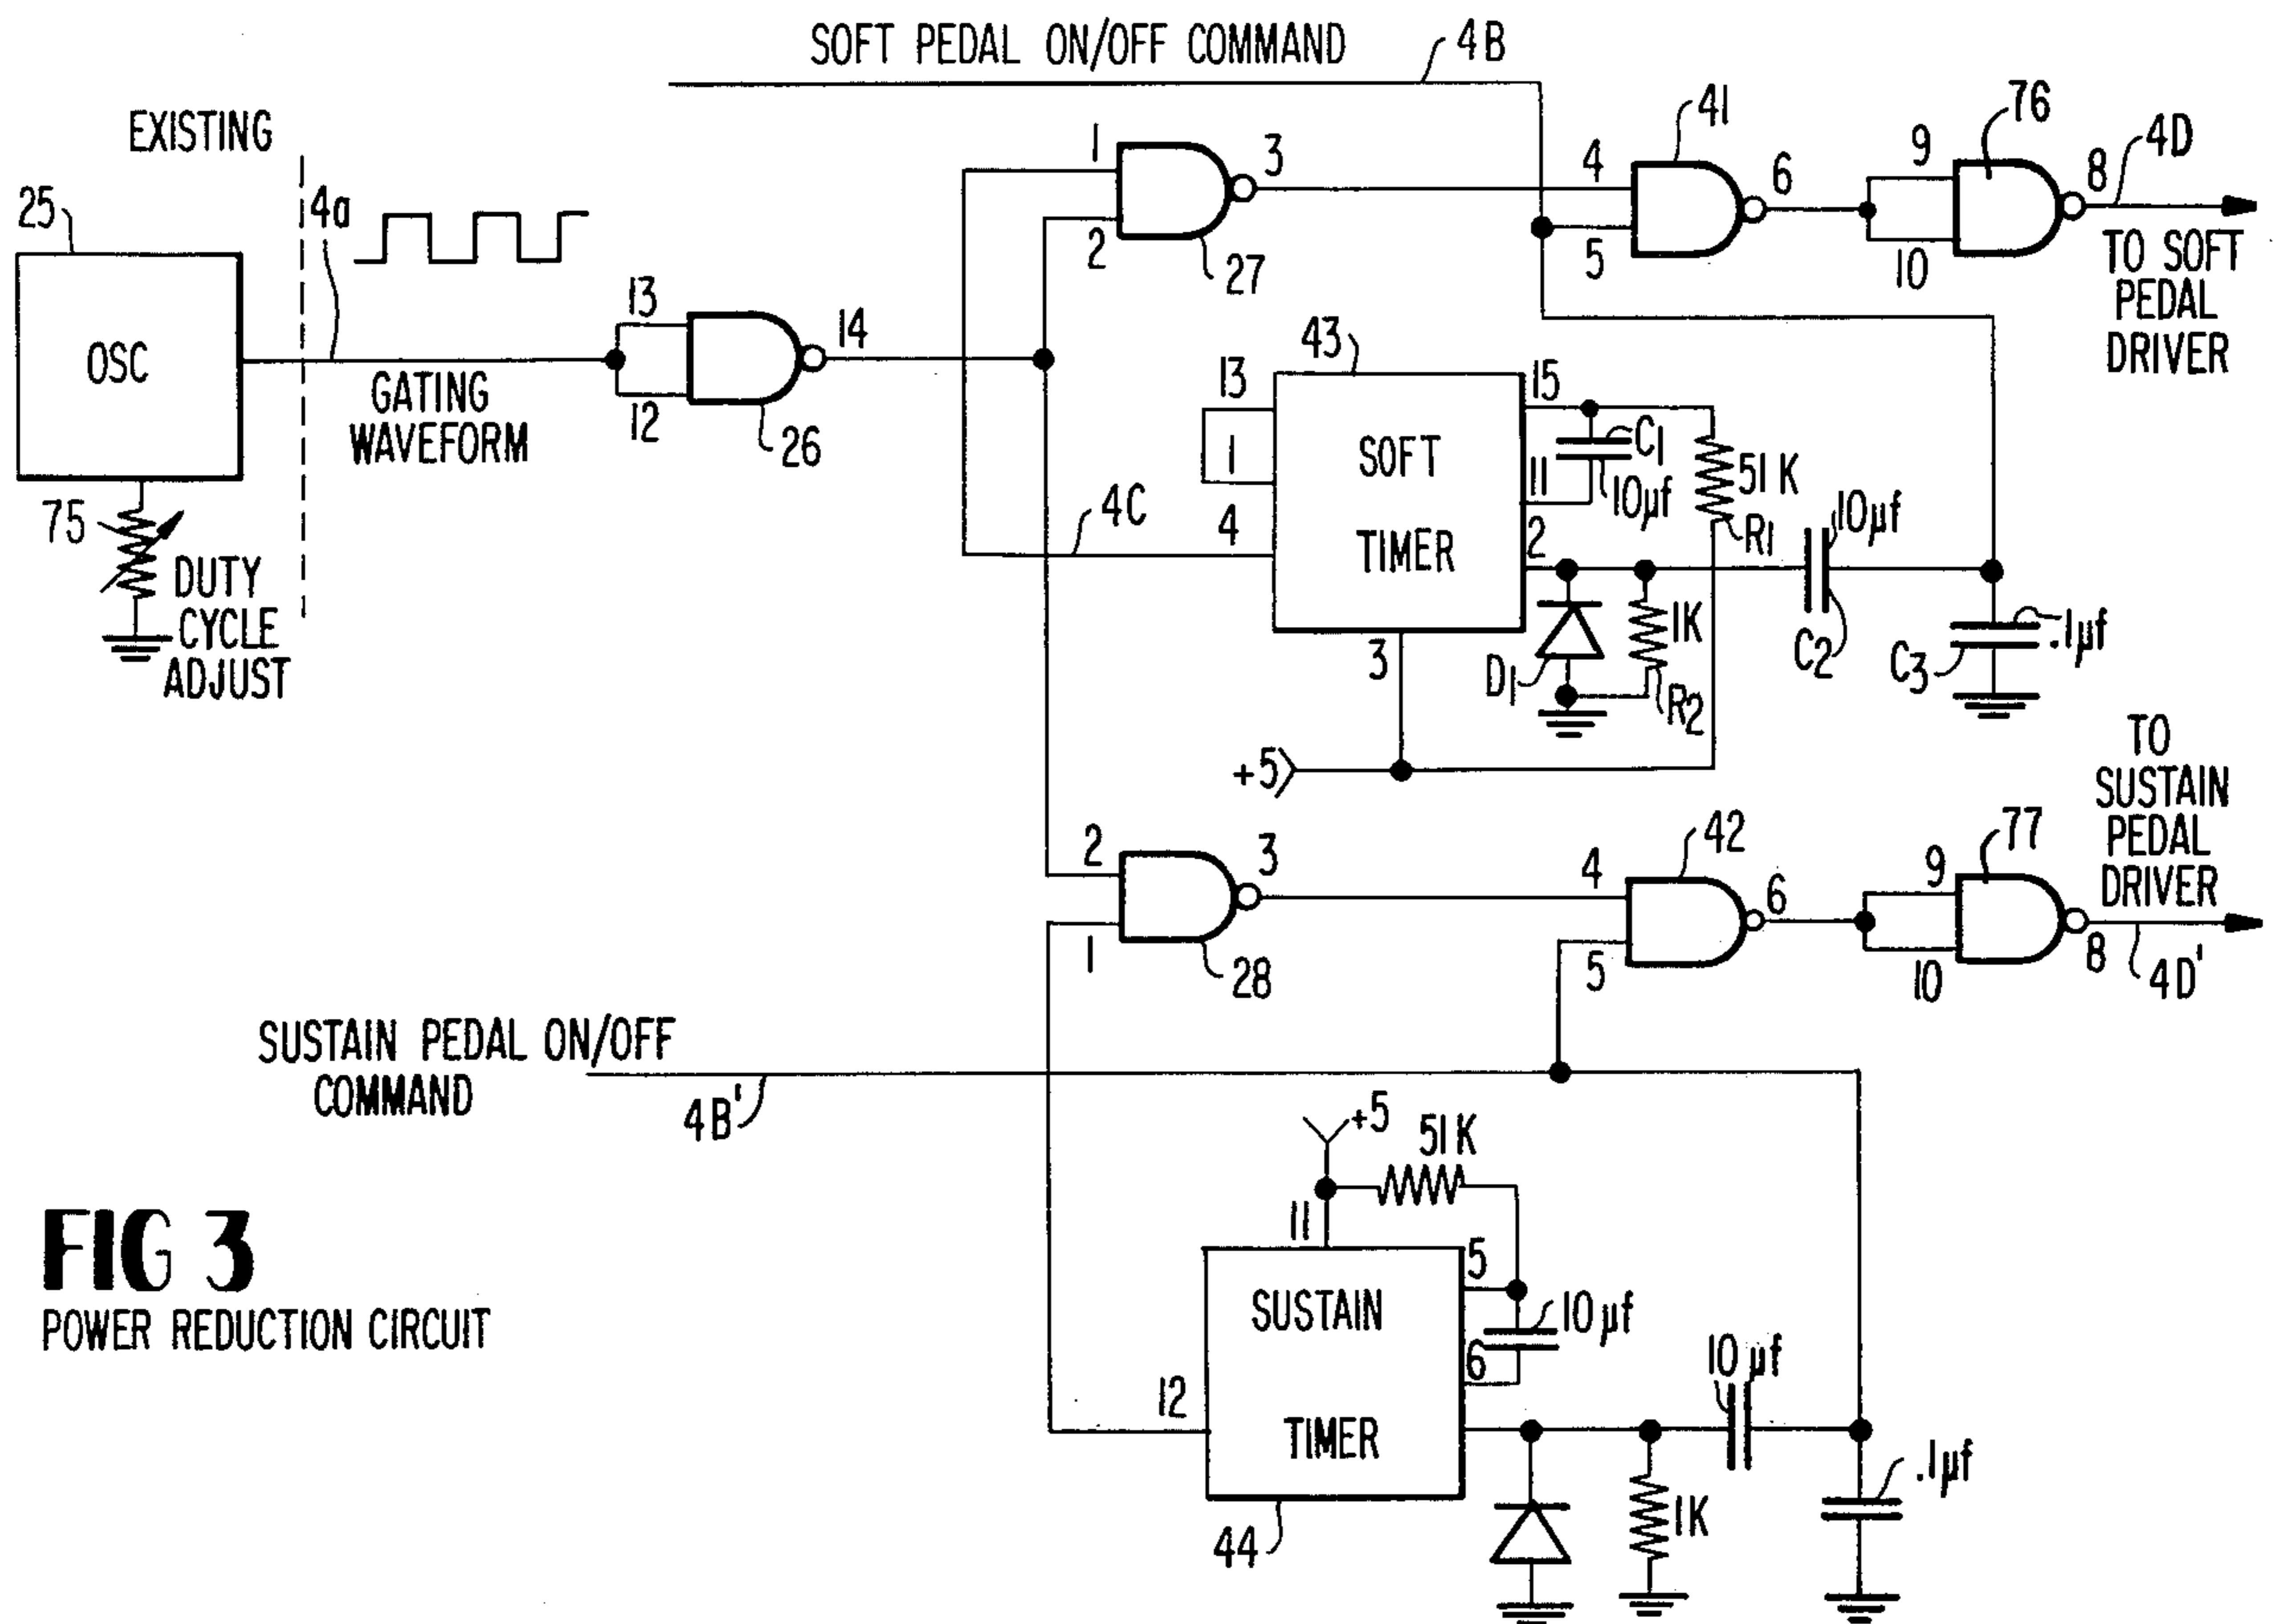 SOFT PEDAL ON/OFF COMMAND
4B
EXISTING
25
4a
OSC
75
DUTY
CYCLE
ADJUST
GATING
WAVEFORM
13
12
14
26
1
2
3
27
4
5
6
41
9
10
76
8
4D
TO SOFT
PEDAL
DRIVER
4C
43
SOFT
TIMER
13
1
4
15
11
2
3
C1
10µf
51K
R1
D1
1K
R2
10µf
C2
C3
.1µf
+5
2
1
3
28
4
5
6
42
9
10
77
8
4D'
TO
SUSTAIN
PEDAL
DRIVER
SUSTAIN PEDAL ON/OFF
COMMAND
4B'
+5
51K
11
SUSTAIN
TIMER
5
6
12
44
10µf
10µf
1K
.1µf
FIG 3
POWER REDUCTION CIRCUIT